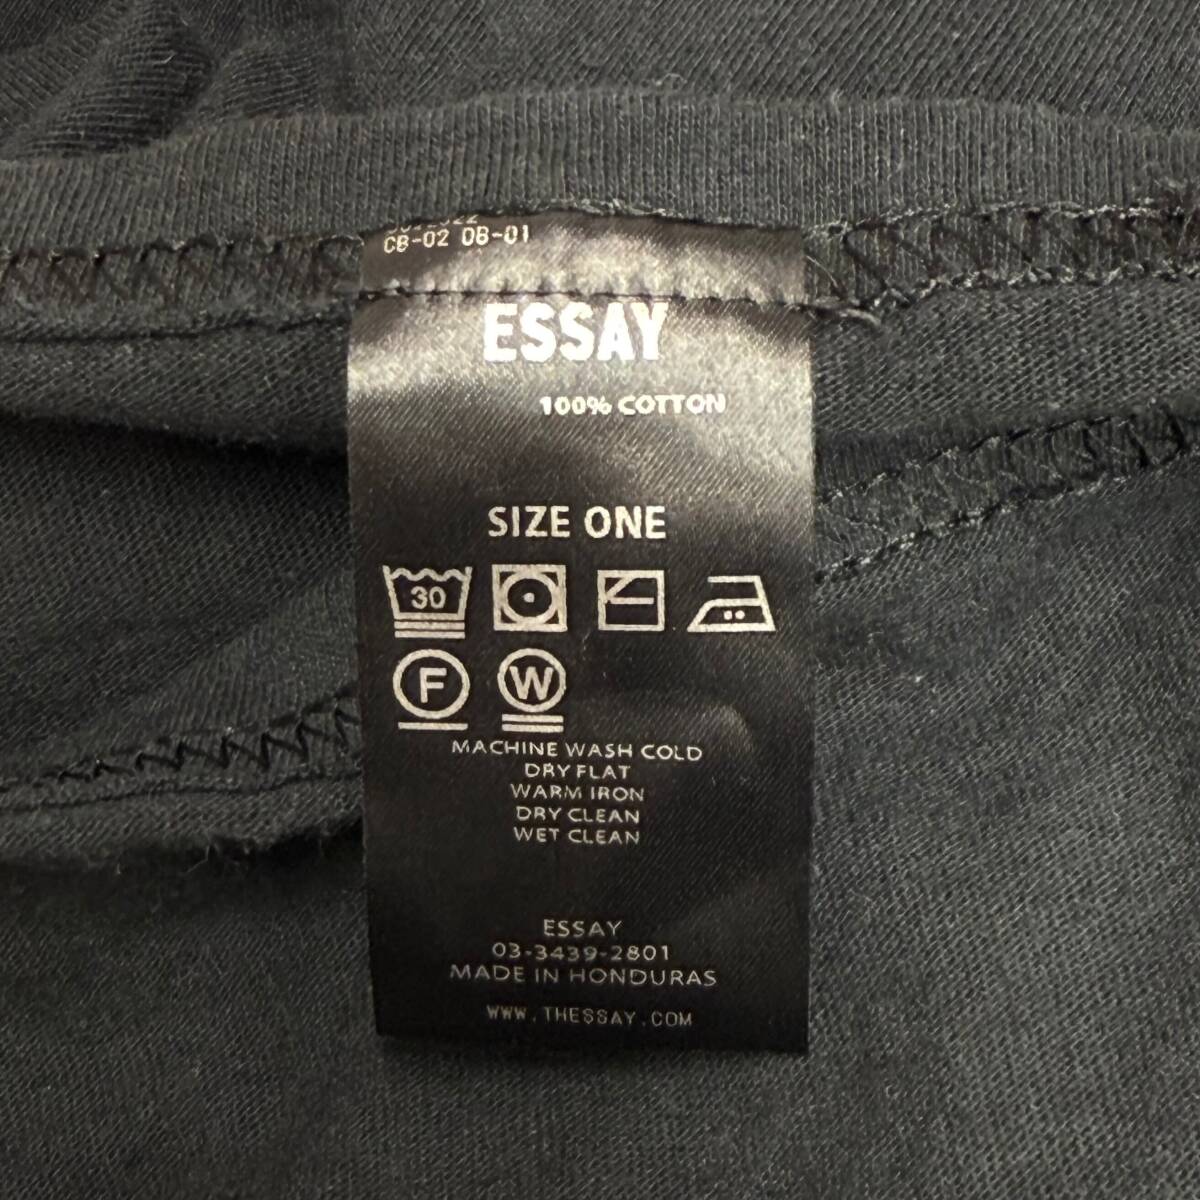 CB-02 OB-01
ESSAY
100% COTTON
SIZE ONE
30
F W
MACHINE WASH COLD
DRY FLAT
WARM IRON
DRY CLEAN
WET CLEAN
ESSAY
03-3439-2801
MADE IN HONDURAS
WWW.THESSAY.COM